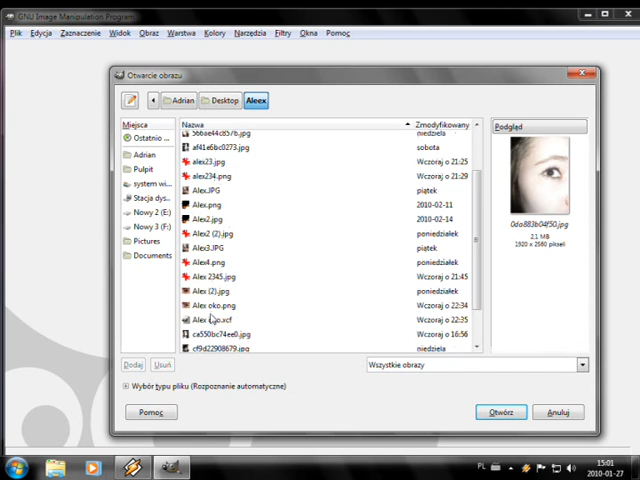 GNU Image Manipulation Program
Plik Edycja Zaznaczenie Widok Obraz Warstwa Kolory Narzędzia Filtry Okna Pomoc
Otwarcie obrazu
Adrian Desktop Aleex
Miejsca
Ostatnio ...
Adrian
Pulpit
system wi...
Stacja dys...
Nowy 2 (E:)
Nowy 3 (F:)
Pictures
Documents
Nazwa Zmodyfikowany
566ae44c8576.jpg niedziela
af41e6bc0273.jpg sobota
alex23.jpg Wczoraj o 21:25
alex234.png Wczoraj o 21:29
Alex.JPG piątek
Alex.png 2010-02-11
Alex2.jpg 2010-02-14
Alex2 (2).jpg poniedziałek
Alex3.JPG piątek
Alex4.png poniedziałek
Alex 2345.jpg Wczoraj o 21:45
Alex (2).jpg poniedziałek
Alex oko.png Wczoraj o 22:34
Alex Wczoraj o 22:35
ca550bc74ee0.jpg Wczoraj o 16:56
cf9d22908679.jpg niedziela
Podgląd
0da883b04f50.jpg
2,1 MB
1920 x 2560 pikseli
Dodaj Usuń
Wszystkie obrazy
Wybór typu pliku (Rozpoznanie automatyczne)
Pomoc Otwórz Anuluj
PL 15:01
2010-01-27